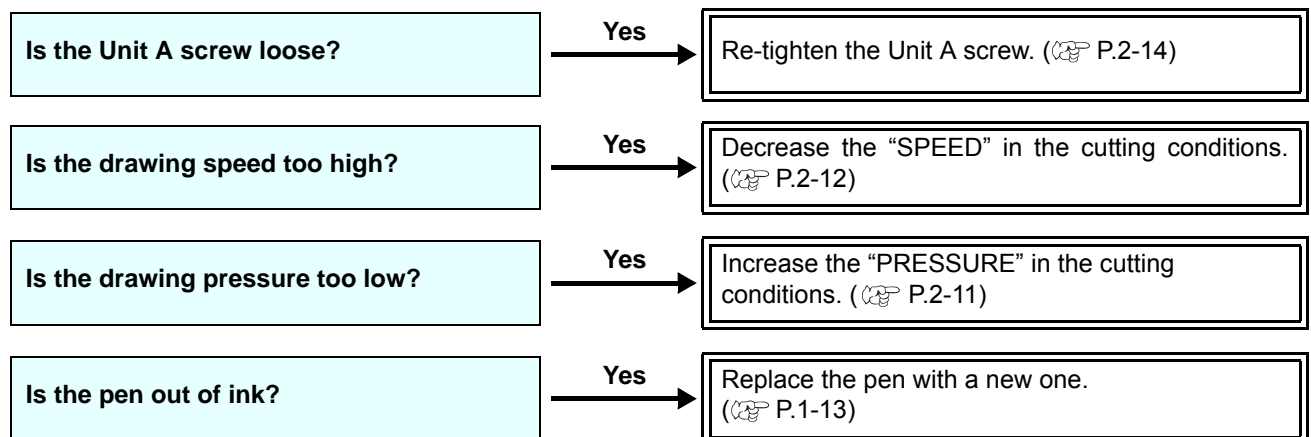 Is the Unit A screw loose?
Yes
Re-tighten the Unit A screw. ( P.2-14)
Is the drawing speed too high?
Yes
Decrease the “SPEED” in the cutting conditions.
( P.2-12)
Is the drawing pressure too low?
Yes
Increase the “PRESSURE” in the cutting
conditions. ( P.2-11)
Is the pen out of ink?
Yes
Replace the pen with a new one.
( P.1-13)